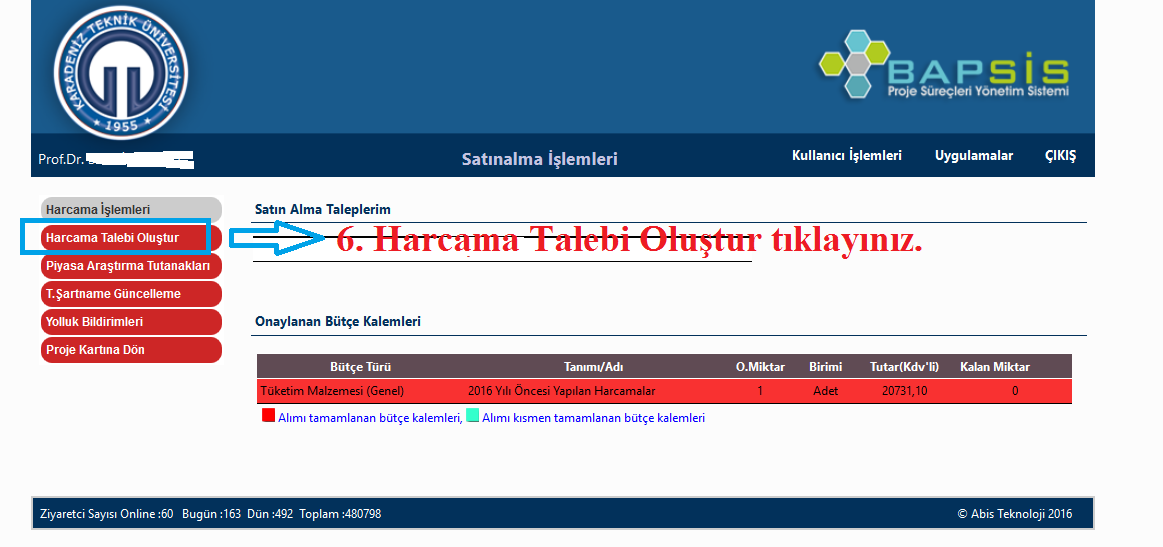 KARADENİZ TEKNİK ÜNİVERSİTESİ
1955
BAPSİS
Proje Süreçleri Yönetim Sistemi
Prof.Dr.
Satınalma İşlemleri
Kullanıcı İşlemleri Uygulamalar ÇIKIŞ
Harcama İşlemleri
Harcama Talebi Oluştur
Piyasa Araştırma Tutanakları
T.Şartname Güncelleme
Yolluk Bildirimleri
Proje Kartına Dön
Satın Alma Taleplerim
6. Harcama Talebi Oluştur tıklayınız.
Onaylanan Bütçe Kalemleri
Bütçe Türü Tanımı/Adı O.Miktar Birimi Tutar(Kdv'li) Kalan Miktar
Tüketim Malzemesi (Genel) 2016 Yılı Öncesi Yapılan Harcamalar 1 Adet 20731,10 0
Alımı tamamlanan bütçe kalemleri, Alımı kısmen tamamlanan bütçe kalemleri
Ziyaretci Sayısı Online :60 Bugün :163 Dün :492 Toplam :480798
© Abis Teknoloji 2016